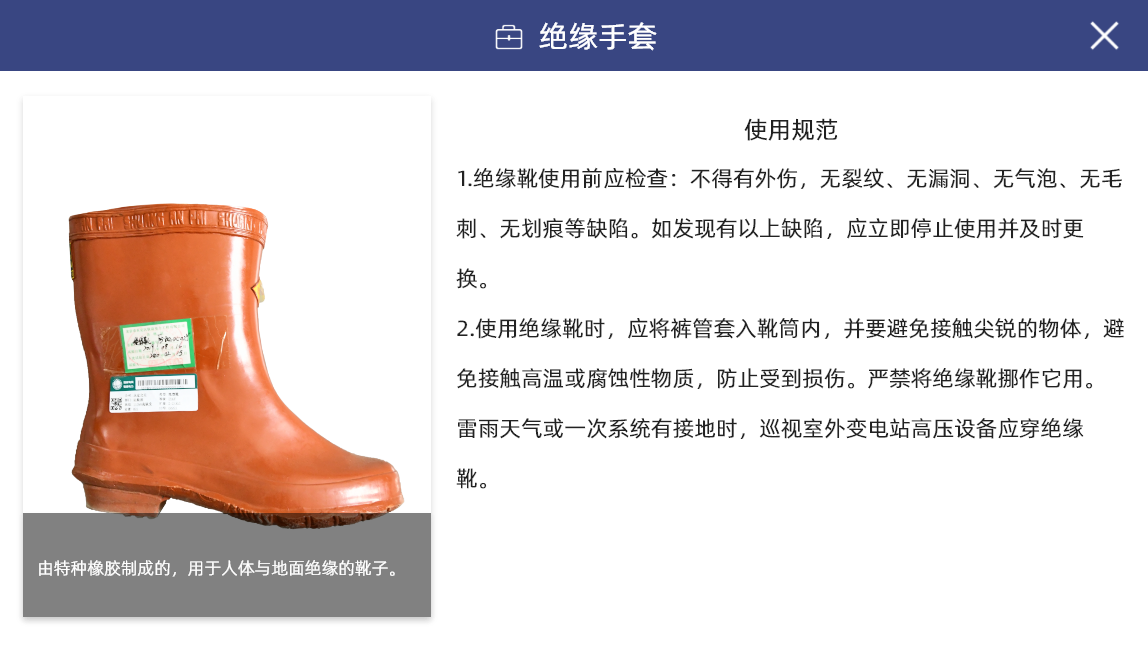 绝缘手套
使用规范
1.绝缘靴使用前应检查：不得有外伤，无裂纹、无漏洞、无气泡、无毛
刺、无划痕等缺陷。如发现有以上缺陷，应立即停止使用并及时更
换。
2.使用绝缘靴时，应将裤管套入靴筒内，并要避免接触尖锐的物体，避
免接触高温或腐蚀性物质，防止受到损伤。严禁将绝缘靴挪作它用。
雷雨天气或一次系统有接地时，巡视室外变电站高压设备应穿绝缘
靴。
由特种橡胶制成的，用于人体与地面绝缘的靴子。